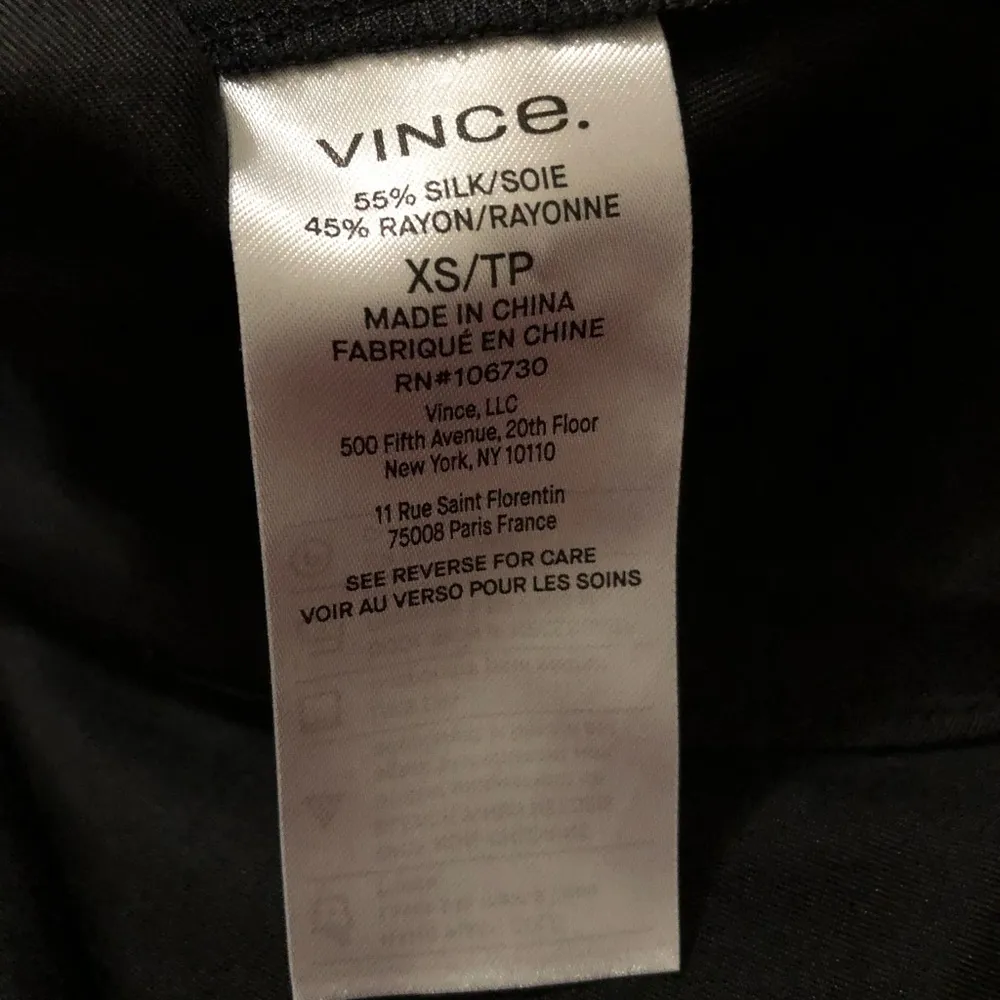 VINCe.
55% SILK/SOIE
45% RAYON/RAYONNE
XS/TP
MADE IN CHINA
FABRIQUÉ EN CHINE
RN#106730
Vince, LLC
500 Fifth Avenue, 20th Floor
New York, NY 10110
11 Rue Saint Florentin
75008 Paris France
SEE REVERSE FOR CARE
VOIR AU VERSO POUR LES SOINS